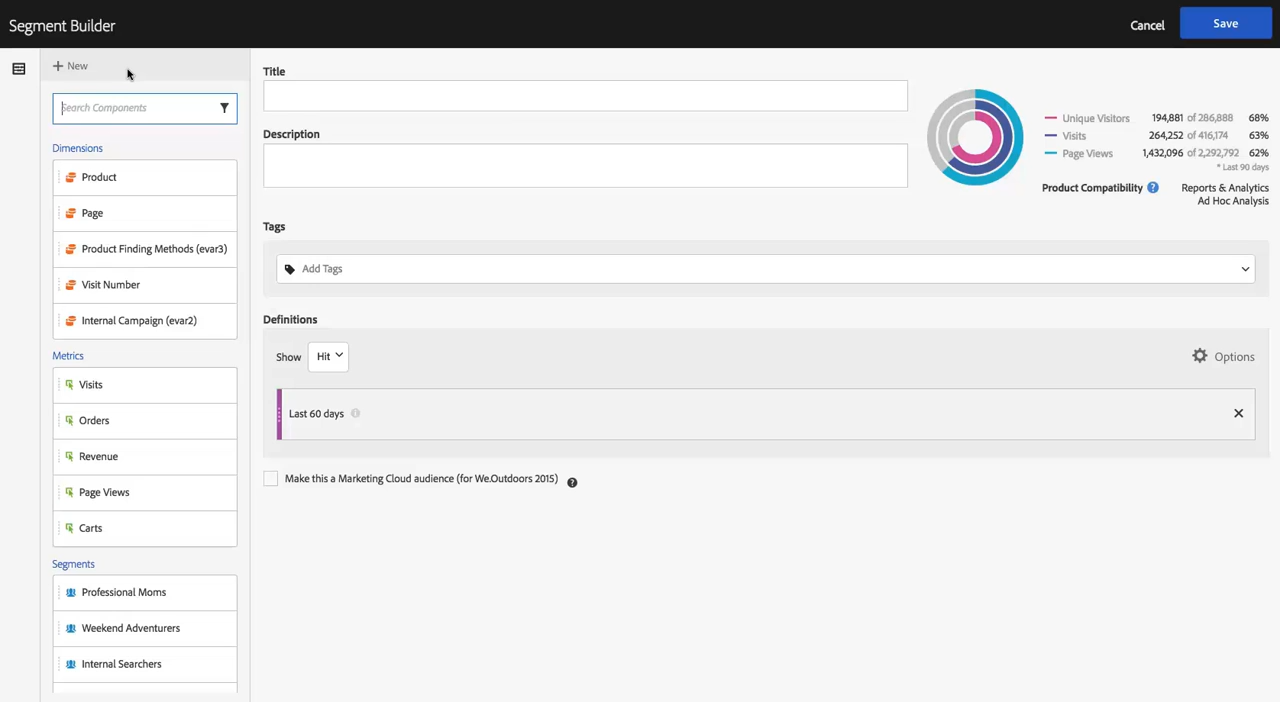 Segment Builder
Cancel
Save
New
Search Components
Dimensions
Product
Page
Product Finding Methods (evar3)
Visit Number
Internal Campaign (evar2)
Metrics
Visits
Orders
Revenue
Page Views
Carts
Segments
Professional Moms
Weekend Adventurers
Internal Searchers
Title
Description
Unique Visitors 194,881 of 286,888 68%
Visits 264,252 of 416,174 63%
Page Views 1,432,096 of 2,292,792 62%
* Last 90 days
Product Compatibility ? Reports & Analytics
Ad Hoc Analysis
Tags
Add Tags
Definitions
Show Hit Options
Last 60 days
Make this a Marketing Cloud audience (for We.Outdoors 2015) ?